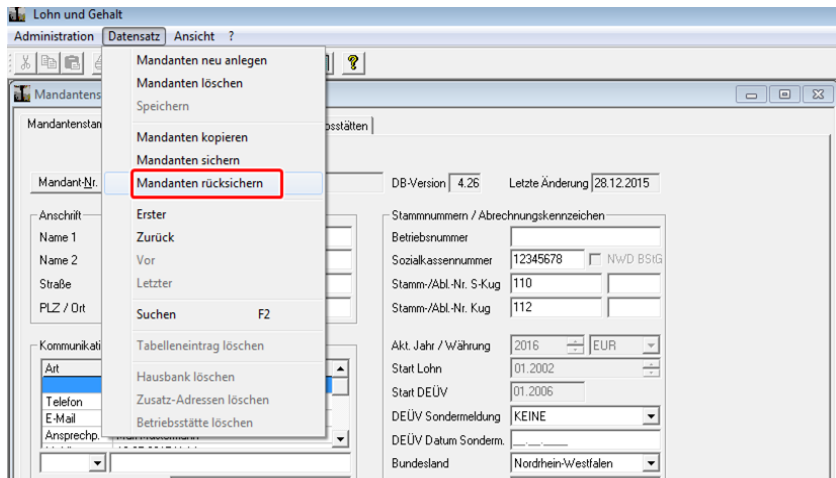 Lohn und Gehalt
Administration Datensatz Ansicht ?
Mandanten neu anlegen
Mandanten löschen
Speichern
Mandanten kopieren
Mandanten sichern
Mandanten rücksichern
Erster
Zurück
Vor
Letzter
Suchen F2
Tabelleneintrag löschen
Hausbank löschen
Zusatz-Adressen löschen
Betriebsstätte löschen
Mandantens
Mandantenstan
osstätten
Mandant-Nr.
DB-Version 4.26 Letzte Änderung 28.12.2015
Anschrift
Name 1
Name 2
Straße
PLZ / Ort
Kommunikati
Art
Telefon
E-Mail
Ansprechp.
Stammnummern / Abrechnungskennzeichen
Betriebsnummer
Sozialkassennummer 12345678 NWD BStG
Stamm-/Abl.-Nr. S-Kug 110
Stamm-/Abl.-Nr. Kug 112
Akt. Jahr / Währung 2016 EUR
Start Lohn 01.2002
Start DEÜV 01.2006
DEÜV Sondermeldung KEINE
DEÜV Datum Sonderm. __.__.____
Bundesland Nordrhein-Westfalen